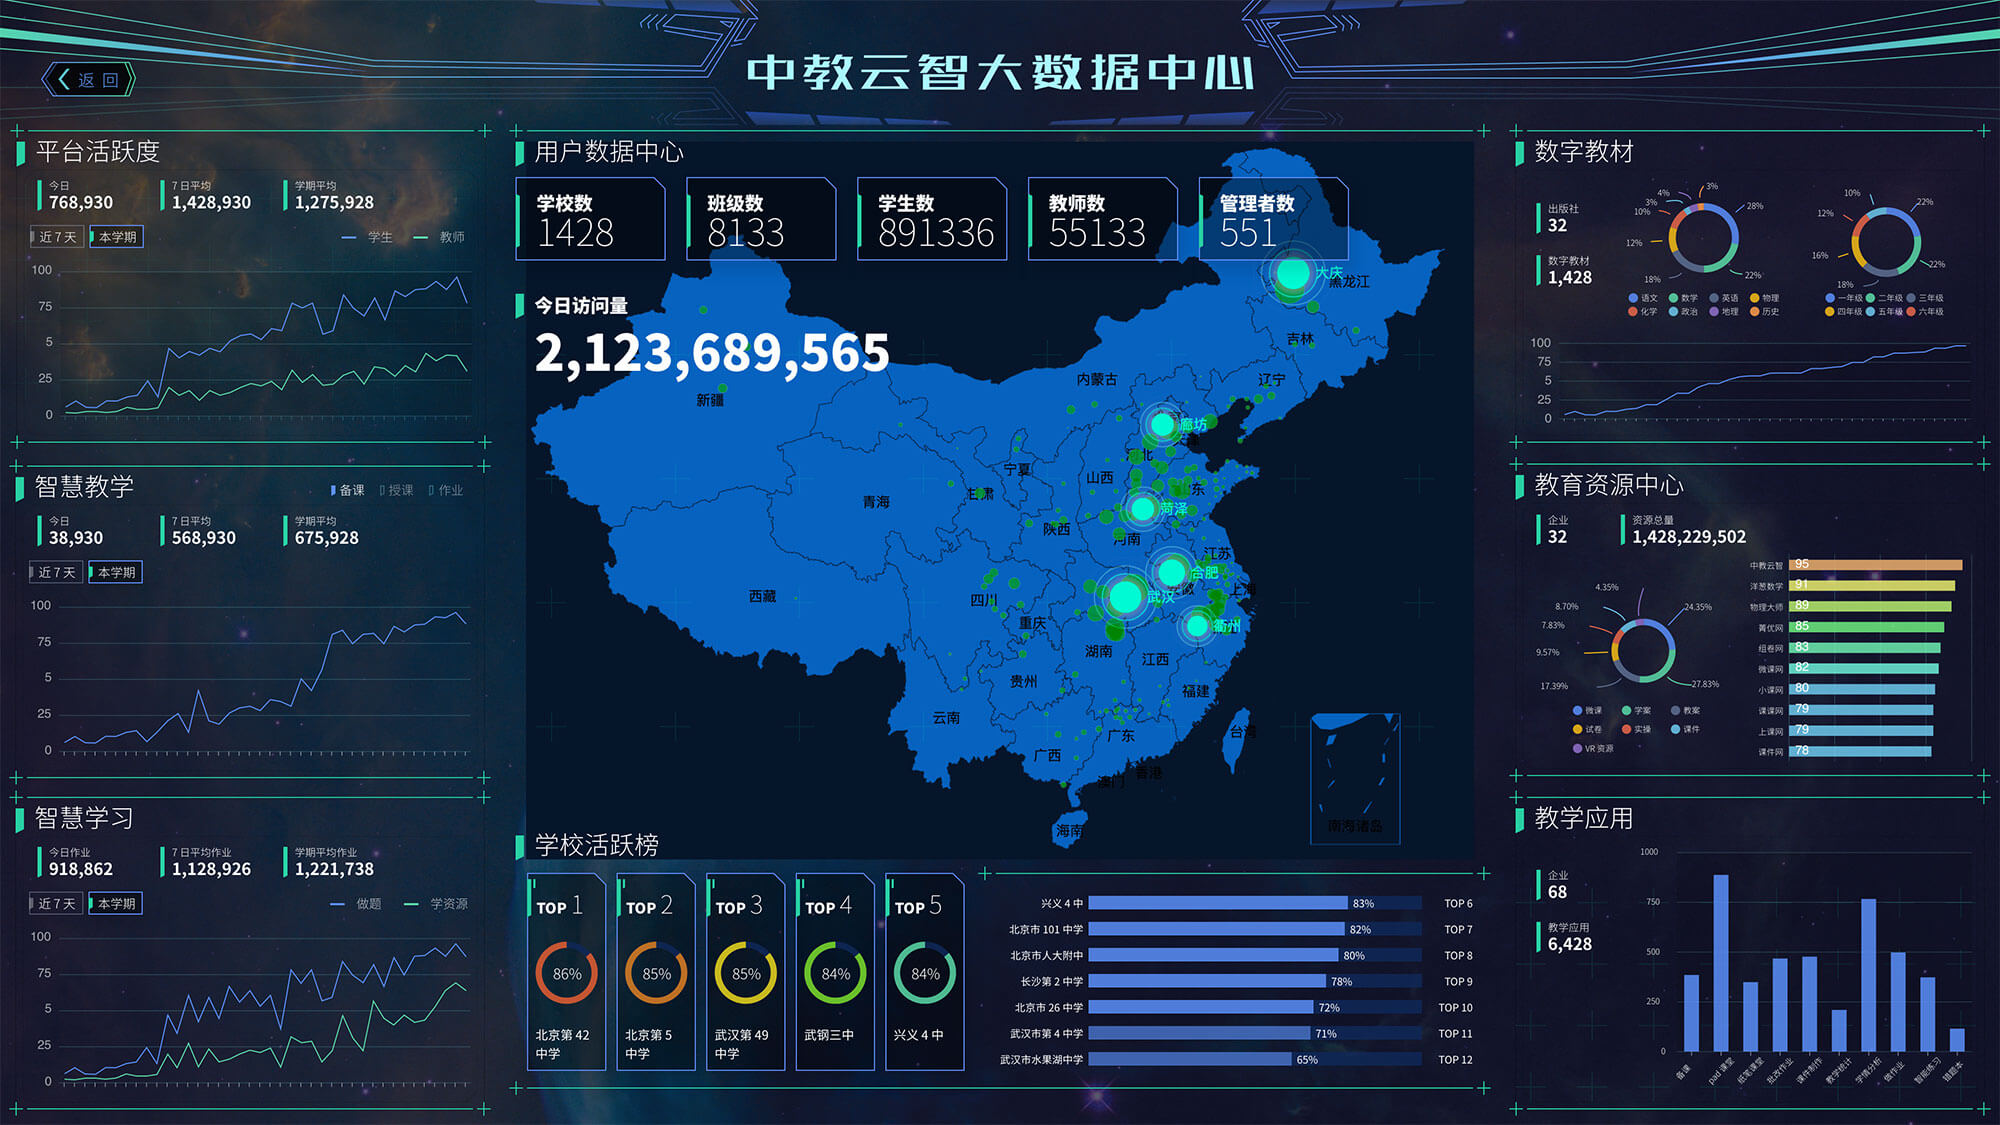 中教云智大数据中心
返 回
平台活跃度
今日
768,930
7 日平均
1,428,930
学期平均
1,275,928
近 7 天
本学期
学生
教师
100
75
5
25
0
智慧教学
备课
授课
作业
今日
38,930
7 日平均
568,930
学期平均
675,928
近 7 天
本学期
100
75
5
25
0
智慧学习
今日作业
918,862
7 日平均作业
1,128,926
学期平均作业
1,221,738
近 7 天
本学期
做题
学资源
100
75
5
25
0
用户数据中心
学校数
1428
班级数
8133
学生数
891336
教师数
55133
管理者数
551
今日访问量
2,123,689,565
大庆
黑龙江
吉林
辽宁
内蒙古
新疆
廊坊
河北
宁夏
山西
甘肃
青海
菏泽
陕西
河南
江苏
合肥
上海
武汉
西藏
四川
重庆
衢州
湖南
江西
贵州
福建
云南
广东
台湾
广西
香港
澳门
海南
南海诸岛
学校活跃榜
TOP 1
86%
北京第 42
中学
TOP 2
85%
北京第 5
中学
TOP 3
85%
武汉第 49
中学
TOP 4
84%
武钢三中
TOP 5
84%
兴义 4 中
兴义 4 中 83% TOP 6
北京市 101 中学 82% TOP 7
北京市人大附中 80% TOP 8
长沙第 2 中学 78% TOP 9
北京市 26 中学 72% TOP 10
武汉市第 4 中学 71% TOP 11
武汉市水果湖中学 65% TOP 12
数字教材
出版社
32
数字教材
1,428
4%
3%
3%
10%
12%
18%
22%
28%
语文 数学 英语 物理
化学 政治 地理 历史
10%
12%
16%
18%
22%
22%
一年级 二年级 三年级
四年级 五年级 六年级
100
75
5
25
0
教育资源中心
企业
32
资源总量
1,428,229,502
4.35%
8.70%
7.83%
9.57%
17.39%
24.35%
27.83%
微课 学案 教案
试卷 实操 课件
VR 资源
中教云智 95
洋葱数学 91
物理大师 89
菁优网 85
组卷网 83
微课网 82
小课网 80
课课网 79
上课网 79
课件网 78
教学应用
企业
68
教学应用
6,428
1000
750
500
250
0
备课
pad 课堂
纸笔课堂
批改作业
课件制作
教学统计
学情分析
做作业
智能练习
错题本